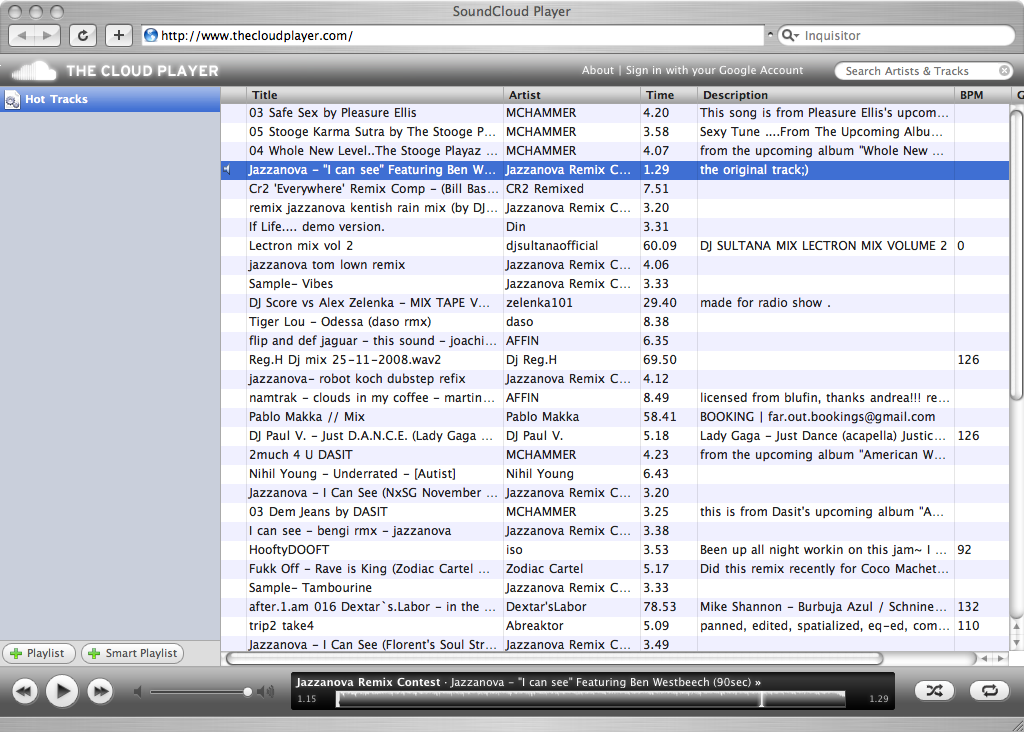 SoundCloud Player
http://www.thecloudplayer.com/
Inquisitor
THE CLOUD PLAYER
About | Sign in with your Google Account
Search Artists & Tracks
Hot Tracks
Title Artist Time Description BPM G
03 Safe Sex by Pleasure Ellis MCHAMMER 4.20 This song is from Pleasure Ellis's upcom...
05 Stooge Karma Sutra by The Stooge P... MCHAMMER 3.58 Sexy Tune ....From The Upcoming Albu...
04 Whole New Level..The Stooge Playaz ... MCHAMMER 4.07 from the upcoming album "Whole New ...
Jazzanova - "I can see" Featuring Ben W... Jazzanova Remix C... 1.29 the original track;)
Cr2 'Everywhere' Remix Comp - (Bill Bas... CR2 Remixed 7.51
remix jazzanova kentish rain mix (by DJ... Jazzanova Remix C... 3.20
If Life.... demo version. Din 3.31
Lectron mix vol 2 djsultanaofficial 60.09 DJ SULTANA MIX LECTRON MIX VOLUME 2 0
jazzanova tom lown remix Jazzanova Remix C... 4.06
Sample- Vibes Jazzanova Remix C... 3.33
DJ Score vs Alex Zelenka - MIX TAPE V... zelenka101 29.40 made for radio show .
Tiger Lou - Odessa (daso rmx) daso 8.38
flip and def jaguar - this sound - joachi... AFFIN 6.35
Reg.H Dj mix 25-11-2008.wav2 Dj Reg.H 69.50 126
jazzanova- robot koch dubstep refix Jazzanova Remix C... 4.12
namtrak - clouds in my coffee - martin... AFFIN 8.49 licensed from blufin, thanks andrea!!! re...
Pablo Makka // Mix Pablo Makka 58.41 BOOKING | far.out.bookings@gmail.com
DJ Paul V. - Just D.A.N.C.E. (Lady Gaga ... DJ Paul V. 5.18 Lady Gaga - Just Dance (acapella) Justic... 126
2much 4 U DASIT MCHAMMER 4.23 from the upcoming album "American W...
Nihil Young - Underrated - [Autist] Nihil Young 6.43
Jazzanova - I Can See (NxSG November ... Jazzanova Remix C... 3.20
03 Dem Jeans by DASIT MCHAMMER 3.25 this is from Dasit's upcoming album "A...
I can see - bengi rmx - jazzanova Jazzanova Remix C... 3.38
HooftyDOOFT iso 3.53 Been up all night workin on this jam~ I ... 92
Fukk Off - Rave is King (Zodiac Cartel ... Zodiac Cartel 5.17 Did this remix recently for Coco Machet...
Sample- Tambourine Jazzanova Remix C... 3.33
after.1.am 016 Dextar`s.Labor - in the ... Dextar'sLabor 78.53 Mike Shannon - Burbuja Azul / Schnine... 132
trip2 take4 Abreaktor 5.09 panned, edited, spatialized, eq-ed, com... 110
Jazzanova - I Can See (Florent's Soul Str... Jazzanova Remix C... 3.49
Playlist Smart Playlist
Jazzanova Remix Contest · Jazzanova - "I can see" Featuring Ben Westbeech (90sec) »
1.15 1.29